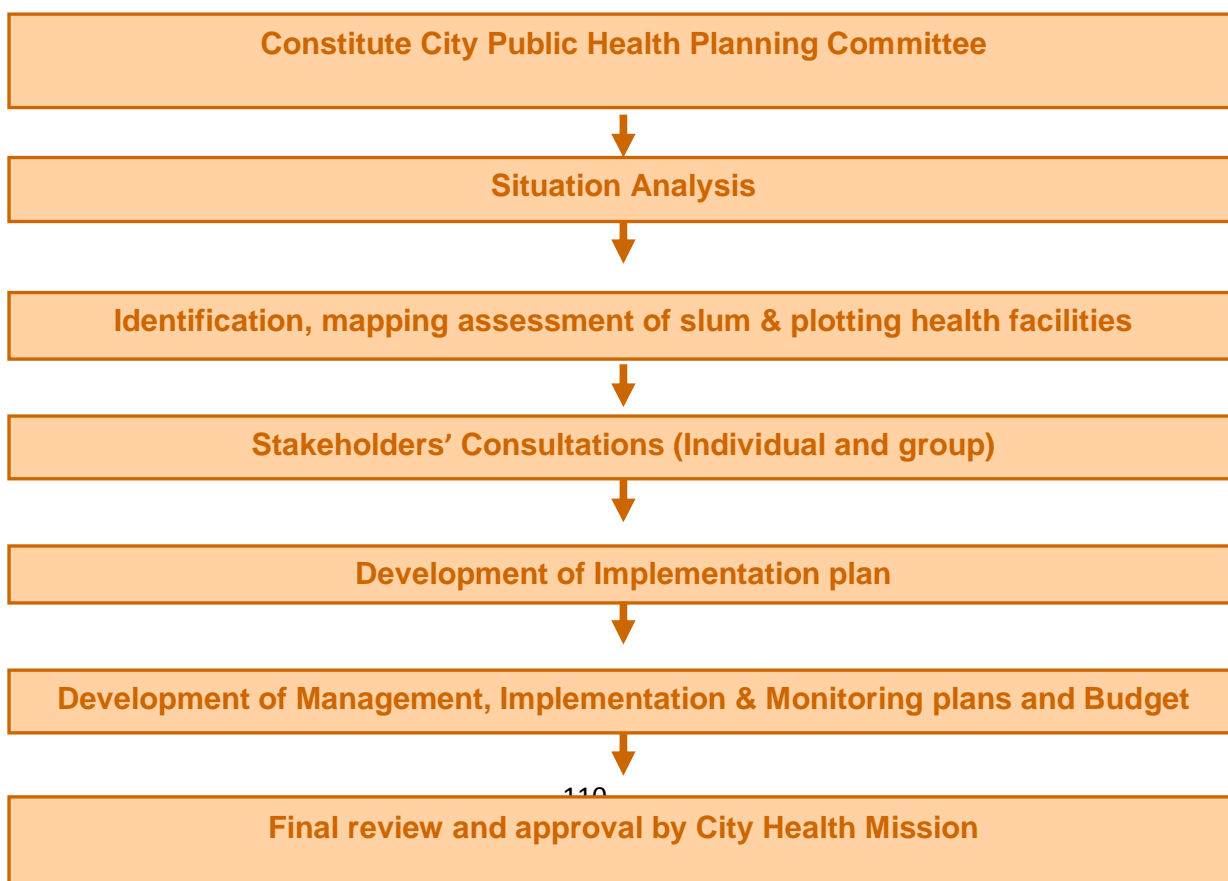 Constitute City Public Health Planning Committee
Situation Analysis
Identification, mapping assessment of slum & plotting health facilities
Stakeholders’ Consultations (Individual and group)
Development of Implementation plan
Development of Management, Implementation & Monitoring plans and Budget
110
Final review and approval by City Health Mission